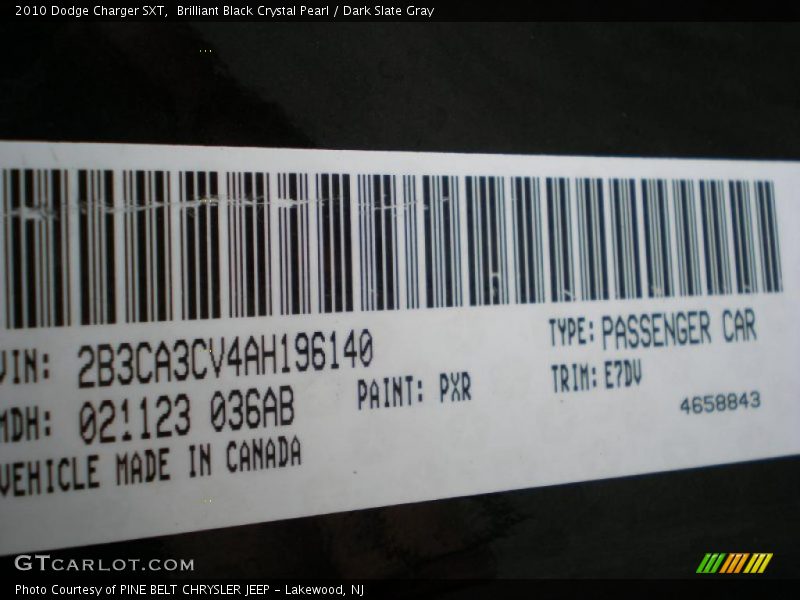 2010 Dodge Charger SXT,  Brilliant Black Crystal Pearl / Dark Slate Gray
VIN: 2B3CA3CV4AH196140
TYPE: PASSENGER CAR
MDH: 021123 036AB
PAINT: PXR
TRIM: E7DV
4658843
VEHICLE MADE IN CANADA
GTCARLOT.COM
Photo Courtesy of PINE BELT CHRYSLER JEEP - Lakewood, NJ